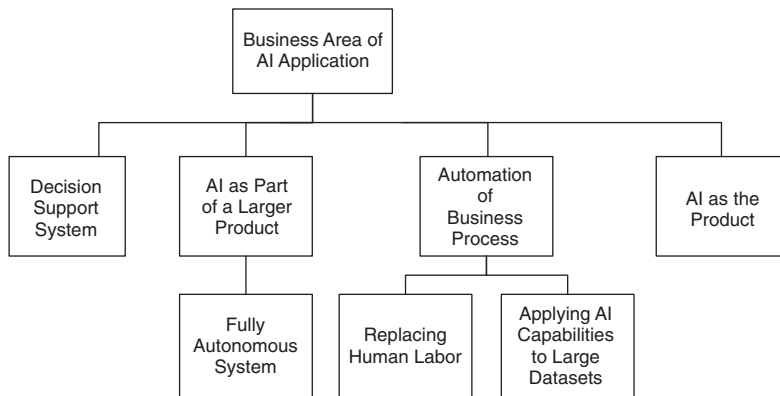 Business Area of
AI Application
Decision
Support
System
AI as Part
of a Larger
Product
Automation
of
Business
Process
AI as the
Product
Fully
Autonomous
System
Replacing
Human Labor
Applying AI
Capabilities
to Large
Datasets